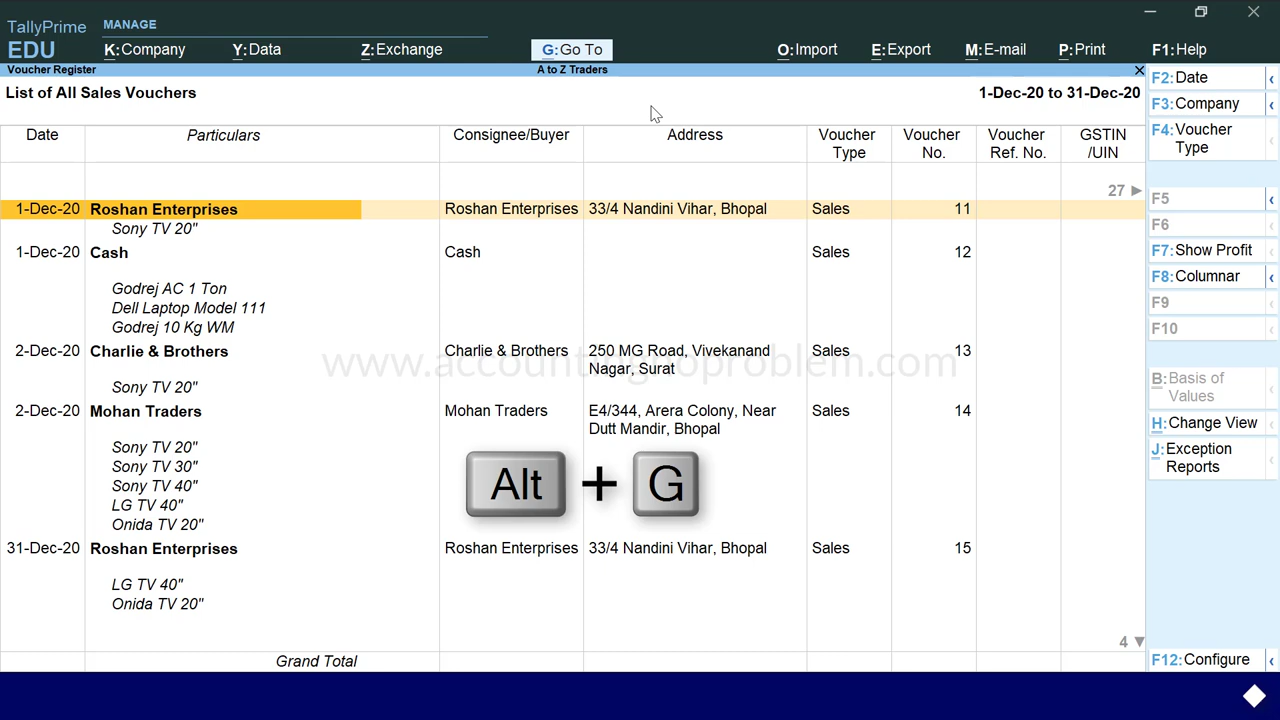 TallyPrime
EDU
MANAGE
K:Company
Y:Data
Z:Exchange
G:Go To
O:Import
E:Export
M:E-mail
P:Print
F1:Help
Voucher Register
A to Z Traders
List of All Sales Vouchers
1-Dec-20 to 31-Dec-20
Date
Particulars
Consignee/Buyer
Address
Voucher
Type
Voucher
No.
Voucher
Ref. No.
GSTIN
/UIN
27
1-Dec-20 Roshan Enterprises Roshan Enterprises 33/4 Nandini Vihar, Bhopal Sales 11
Sony TV 20"
1-Dec-20 Cash Cash Sales 12
Godrej AC 1 Ton
Dell Laptop Model 111
Godrej 10 Kg WM
2-Dec-20 Charlie & Brothers Charlie & Brothers 250 MG Road, Vivekanand Sales 13
Nagar, Surat
www.accountingnoproblem.com
Sony TV 20"
2-Dec-20 Mohan Traders Mohan Traders E4/344, Arera Colony, Near Sales 14
Dutt Mandir, Bhopal
Sony TV 20"
Sony TV 30"
Sony TV 40"
LG TV 40"
Onida TV 20"
Alt + G
31-Dec-20 Roshan Enterprises Roshan Enterprises 33/4 Nandini Vihar, Bhopal Sales 15
LG TV 40"
Onida TV 20"
4
Grand Total
F2:Date
F3:Company
F4:Voucher
Type
F5
F6
F7:Show Profit
F8:Columnar
F9
F10
B:Basis of
Values
H:Change View
J:Exception
Reports
F12:Configure